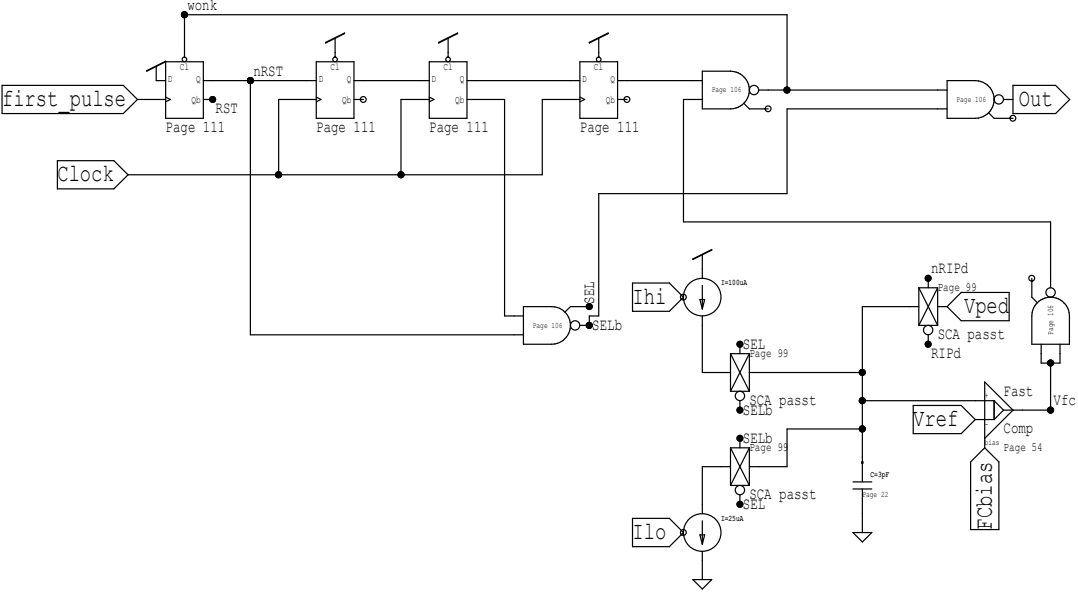 wonk
Cl
Cl
Cl
Cl
D
Q
nRST
D
Q
D
Q
D
Q
first_pulse
Qb
RST
Qb
Qb
Qb
Page 106
Page 106
Out
Page 111
Page 111
Page 111
Page 111
Clock
nRIPd
Page 99
I=100uA
SEL
Ihi
Vped
Page 106
Page 106
SELb
SCA passt
SEL
Page 99
RIPd
Fast
SCA passt
Vfc
SELb
Vref
+
-
Comp
SELb
Page 99
bias
Page 54
C=3pF
FCbias
SCA passt
Page 22
SEL
I=25uA
Ilo